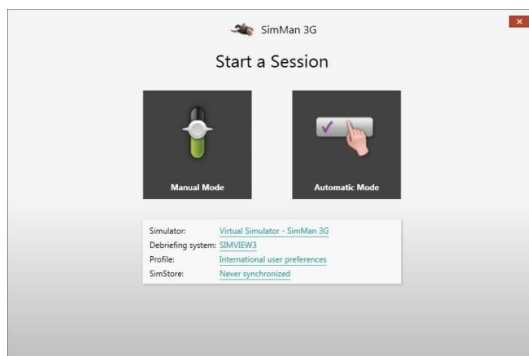 SimMan 3G
Start a Session
Manual Mode
Automatic Mode
Simulator: Virtual Simulator - SimMan 3G
Debriefing system: SIMVIEW3
Profile: International user preferences
SimStore: Never synchronized